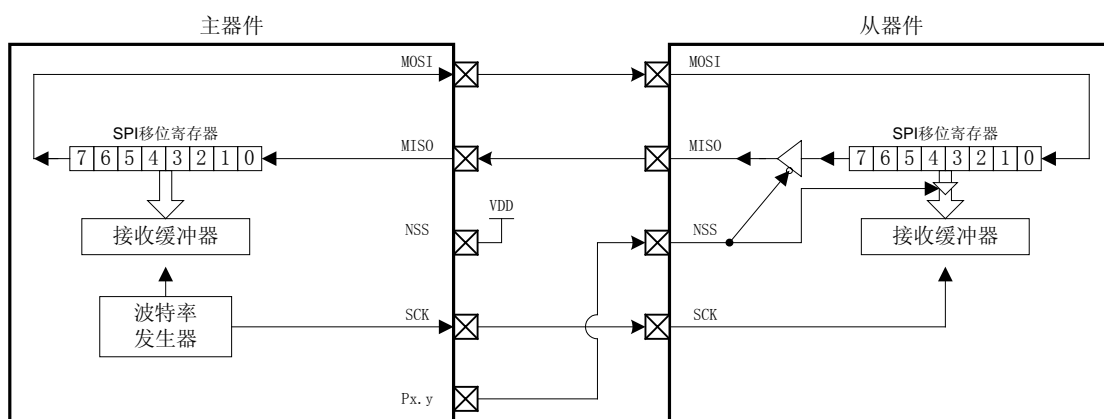 主器件
从器件
MOSI
MOSI
SPI移位寄存器
7 6 5 4 3 2 1 0
MISO
MISO
SPI移位寄存器
7 6 5 4 3 2 1 0
接收缓冲器
NSS
VDD
NSS
接收缓冲器
波特率
发生器
SCK
SCK
Px.y